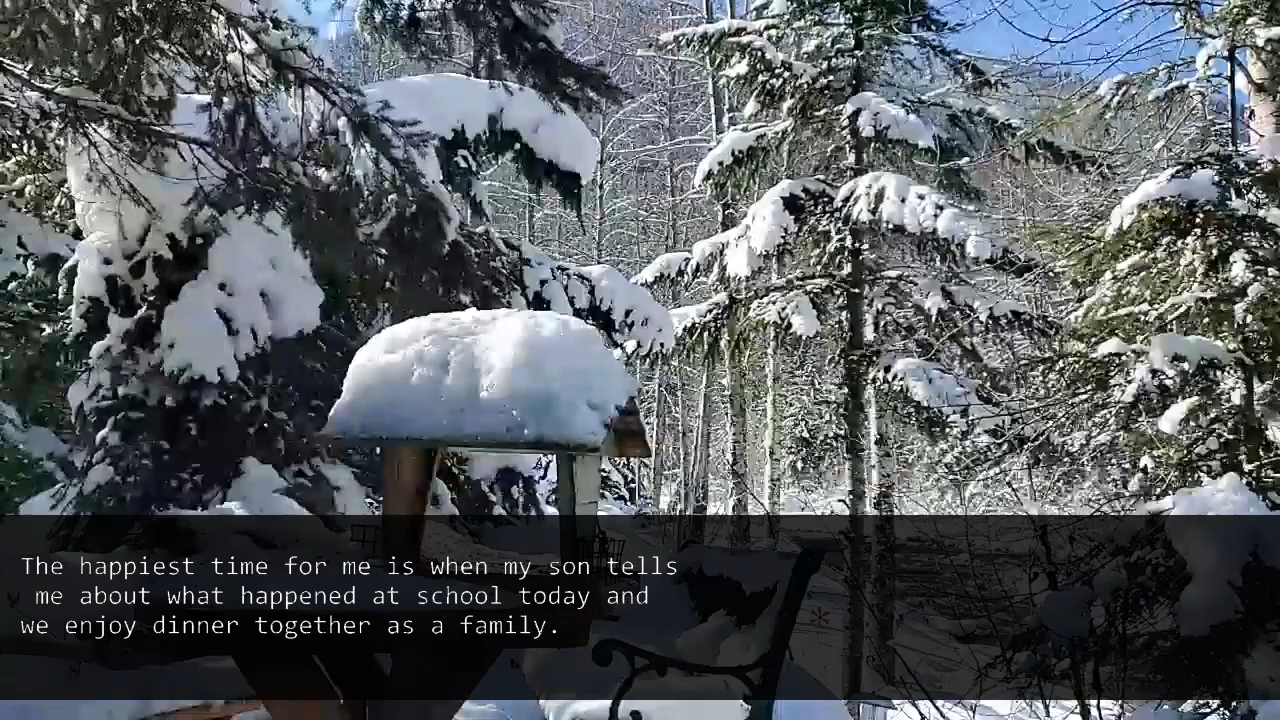 The happiest time for me is when my son tells
me about what happened at school today and
we enjoy dinner together as a family.